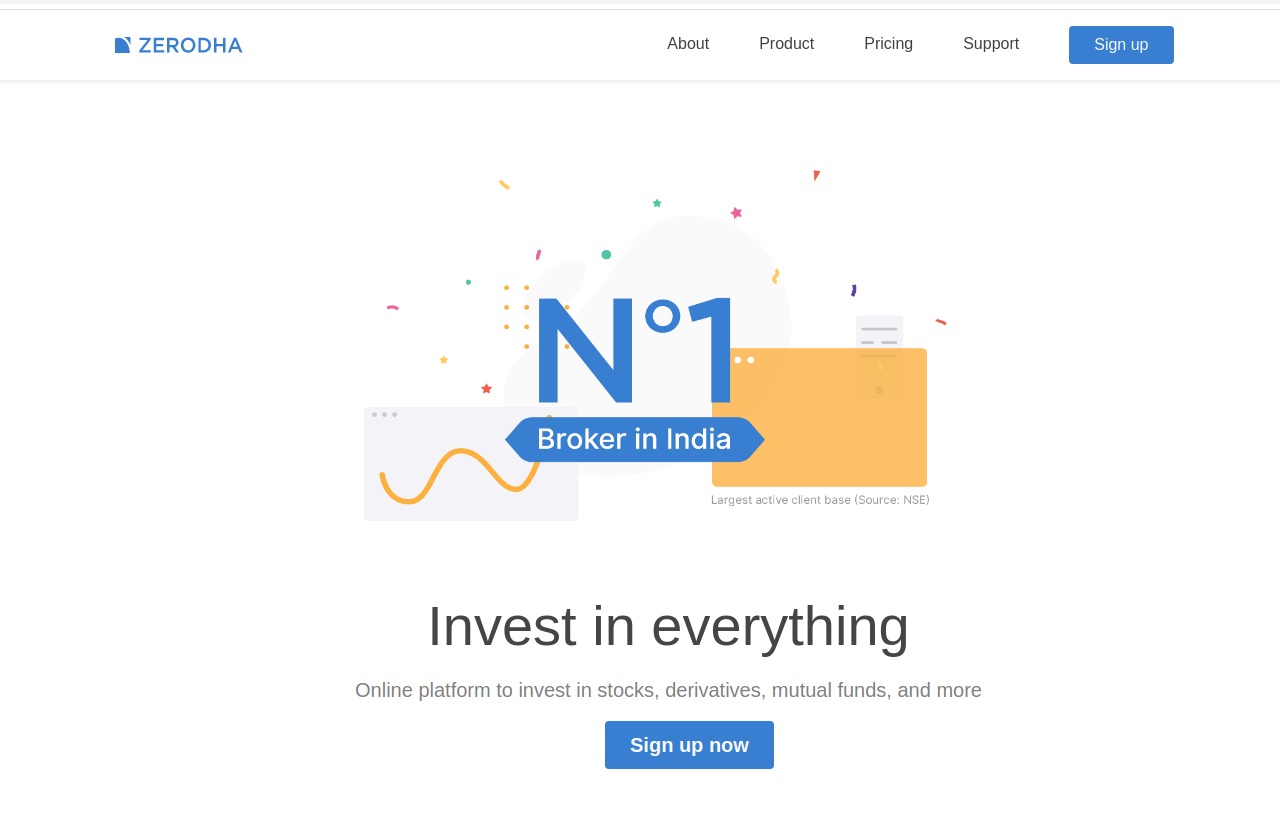 ZERODHA
About
Product
Pricing
Support
Sign up
N°1
Broker in India
Largest active client base (Source: NSE)
Invest in everything
Online platform to invest in stocks, derivatives, mutual funds, and more
Sign up now